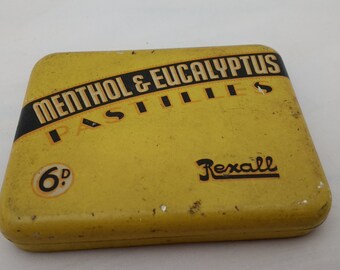 MENTHOL & EUCALYPTUS
PASTILLES
6D.
Rexall